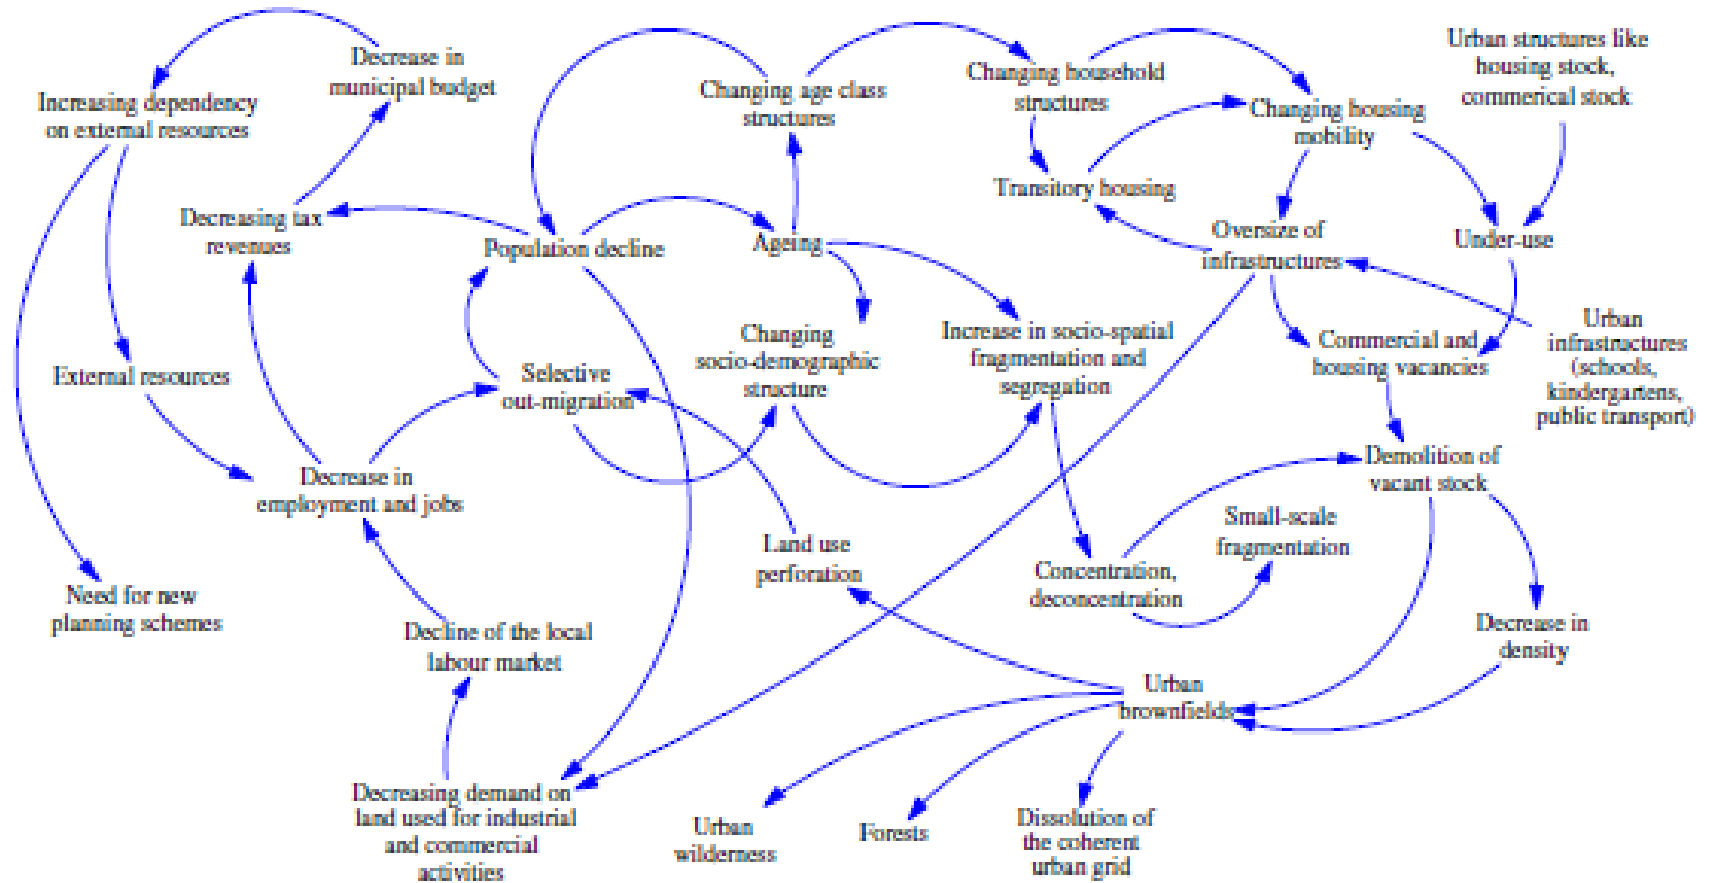 Decrease in
municipal budget
Increasing dependency
on external resources
Changing age class
structures
Changing household
structures
Urban structures like
housing stock,
commerical stock
Changing housing
mobility
Transitory housing
Decreasing tax
revenues
Population decline
Ageing
Oversize of
infrastructures
Under-use
Changing
socio-demographic
structure
Increase in socio-spatial
fragmentation and
segregation
Commercial and
housing vacancies
Urban
infrastructures
(schools,
kindergartens,
public transport)
External resources
Selective
out-migration
Decrease in
employment and jobs
Demolition of
vacant stock
Small-scale
fragmentation
Land use
perforation
Concentration,
deconcentration
Need for new
planning schemes
Decline of the local
labour market
Decrease in
density
Urban
brownfields
Decreasing demand on
land used for industrial
and commercial
activities
Urban
wilderness
Forests
Dissolution of
the coherent
urban grid